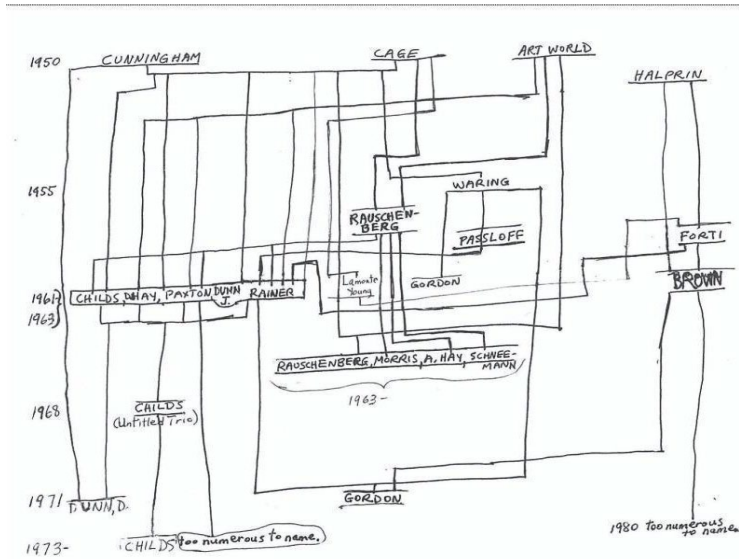 1950
CUNNINGHAM
CAGE
ART WORLD
HALPRIN
1955
WARING
RAUSCHEN-
BERG
PASSLOFF
FORTI
1961-
1963)
CHILDS, D.HAY, PAXTON DUNN J. RAINER
Lamonte
Young
GORDON
BROWN
RAUSCHENBERG, MORRIS, A. HAY, SCHNEE-
MANN
1963-
1968
CHILDS
(Untitled Trio)
1971
DUNN, D.
GORDON
1973-
CHILDS
too numerous to name.
1980 too numerous
to name.